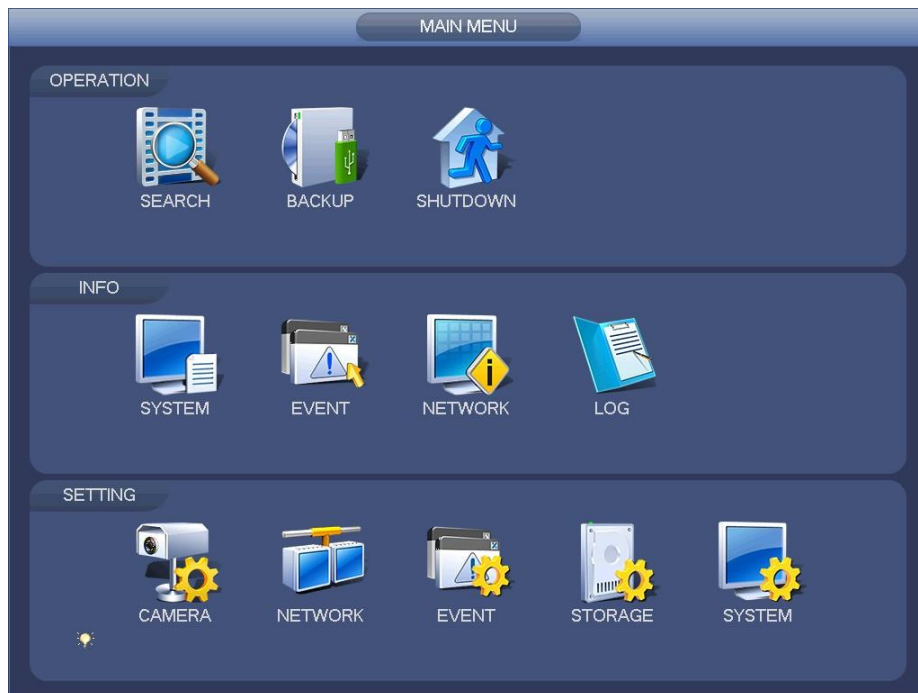 MAIN MENU
OPERATION
SEARCH BACKUP SHUTDOWN
INFO
SYSTEM EVENT NETWORK LOG
SETTING
CAMERA NETWORK EVENT STORAGE SYSTEM